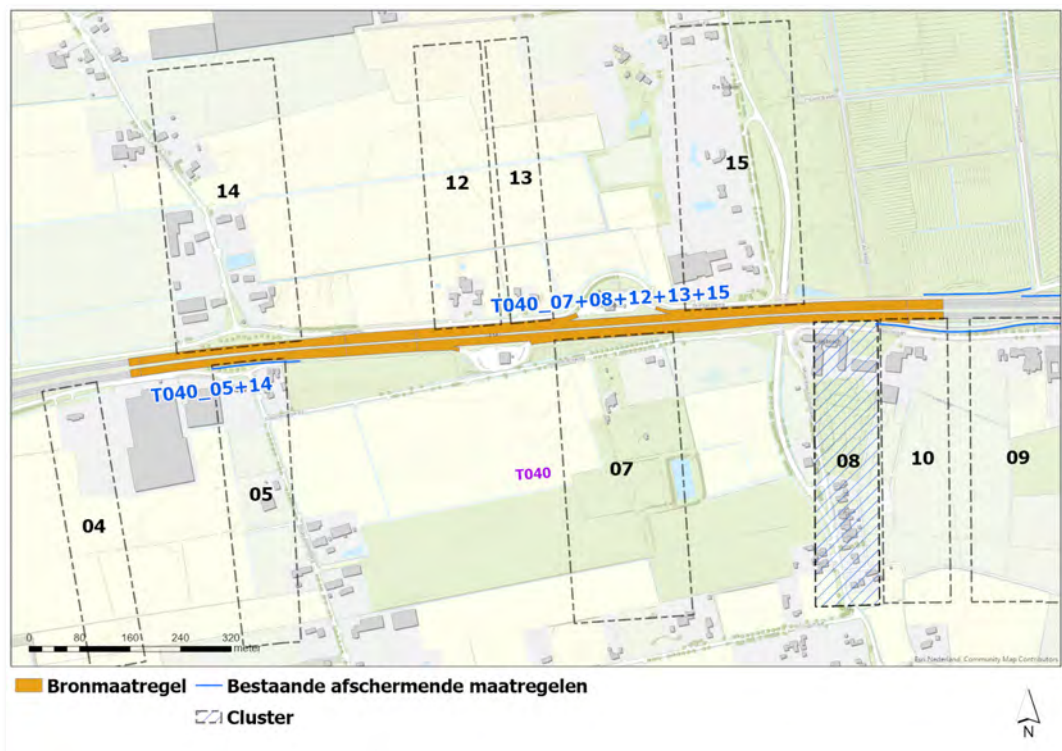 14
12
13
15
T040_07+08+12+13+15
T040_05+14
04
05
T040
07
08
10
09
0 80 160 240 320
meter
Esri Nederland, Community Map Contributors
Bronmaatregel
Bestaande afschermende maatregelen
Cluster
N